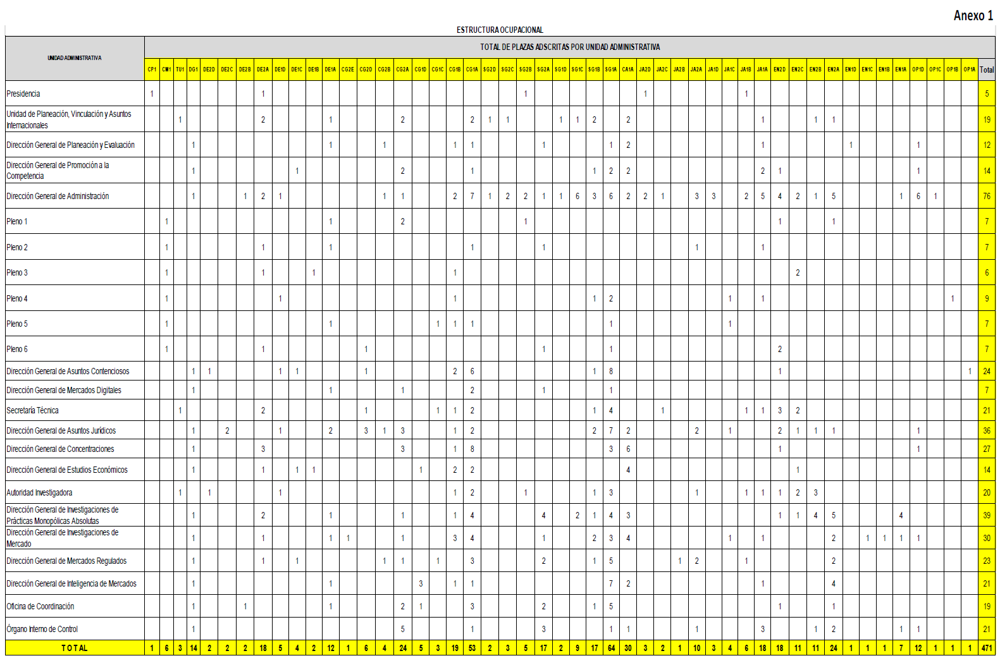 Anexo 1
ESTRUCTURA OCUPACIONAL
UNIDAD ADMINISTRATIVA
TOTAL DE PLAZAS ADSCRITAS POR UNIDAD ADMINISTRATIVA
CP1 CM1 TU1 DG1 DE2D DE2C DE2B DE2A DE1D DE1C DE1B DE1A CG2E CG2D CG2B CG2A CG1D CG1C CG1B CG1A SG2D SG2C SG2B SG2A SG1D SG1C SG1B SG1A CA1A JA2D JA2C JA2B JA2A JA1D JA1C JA1B JA1A EN2D EN2C EN2B EN2A EN1D EN1C EN1B EN1A OP1D OP1C OP1B OP1A Total
Presidencia 1 1 1 1 1 5
Unidad de Planeación, Vinculación y Asuntos
Internacionales 1 2 1 2 2 1 1 1 1 2 2 1 1 1 19
Dirección General de Planeación y Evaluación 1 1 1 1 1 1 1 2 1 1 1 12
Dirección General de Promoción a la
Competencia 1 1 2 1 1 2 2 2 1 1 14
Dirección General de Administración 1 1 2 1 1 1 2 7 1 2 2 1 1 6 3 6 2 2 1 3 3 2 5 4 2 1 5 1 6 1 76
Pleno 1 1 1 2 1 1 1 7
Pleno 2 1 1 1 1 1 1 1 7
Pleno 3 1 1 1 1 2 6
Pleno 4 1 1 1 1 2 1 1 1 9
Pleno 5 1 1 1 1 1 1 1 7
Pleno 6 1 1 1 1 1 2 7
Dirección General de Asuntos Contenciosos 1 1 1 1 1 2 6 1 8 1 1 24
Dirección General de Mercados Digitales 1 1 1 2 1 1 7
Secretaría Técnica 1 2 1 1 1 2 1 4 1 1 1 3 2 21
Dirección General de Asuntos Jurídicos 1 2 1 2 3 1 3 1 2 2 7 2 2 1 2 1 1 1 1 36
Dirección General de Concentraciones 1 3 3 1 8 3 6 1 1 27
Dirección General de Estudios Económicos 1 1 1 1 1 2 2 4 1 14
Autoridad Investigadora 1 1 1 1 2 1 1 3 1 1 1 1 2 3 20
Dirección General de Investigaciones de
Prácticas Monopólicas Absolutas 1 2 1 1 1 4 4 2 1 4 3 1 1 4 5 4 39
Dirección General de Investigaciones de
Mercado 1 1 1 1 1 3 4 1 2 3 4 1 1 2 1 1 1 1 30
Dirección General de Mercados Regulados 1 1 1 1 1 1 3 2 1 5 1 2 1 2 23
Dirección General de Inteligencia de Mercados 1 1 3 1 1 7 2 1 4 21
Oficina de Coordinación 1 1 1 2 1 3 2 1 5 1 1 19
Órgano Interno de Control 1 5 1 3 1 1 1 3 1 2 1 1 21
T O T A L 1 6 3 14 2 2 2 18 5 4 2 12 1 6 4 24 5 3 19 53 2 3 5 17 2 9 17 64 30 3 2 1 10 3 4 6 18 18 11 11 24 1 1 1 7 12 1 1 1 471